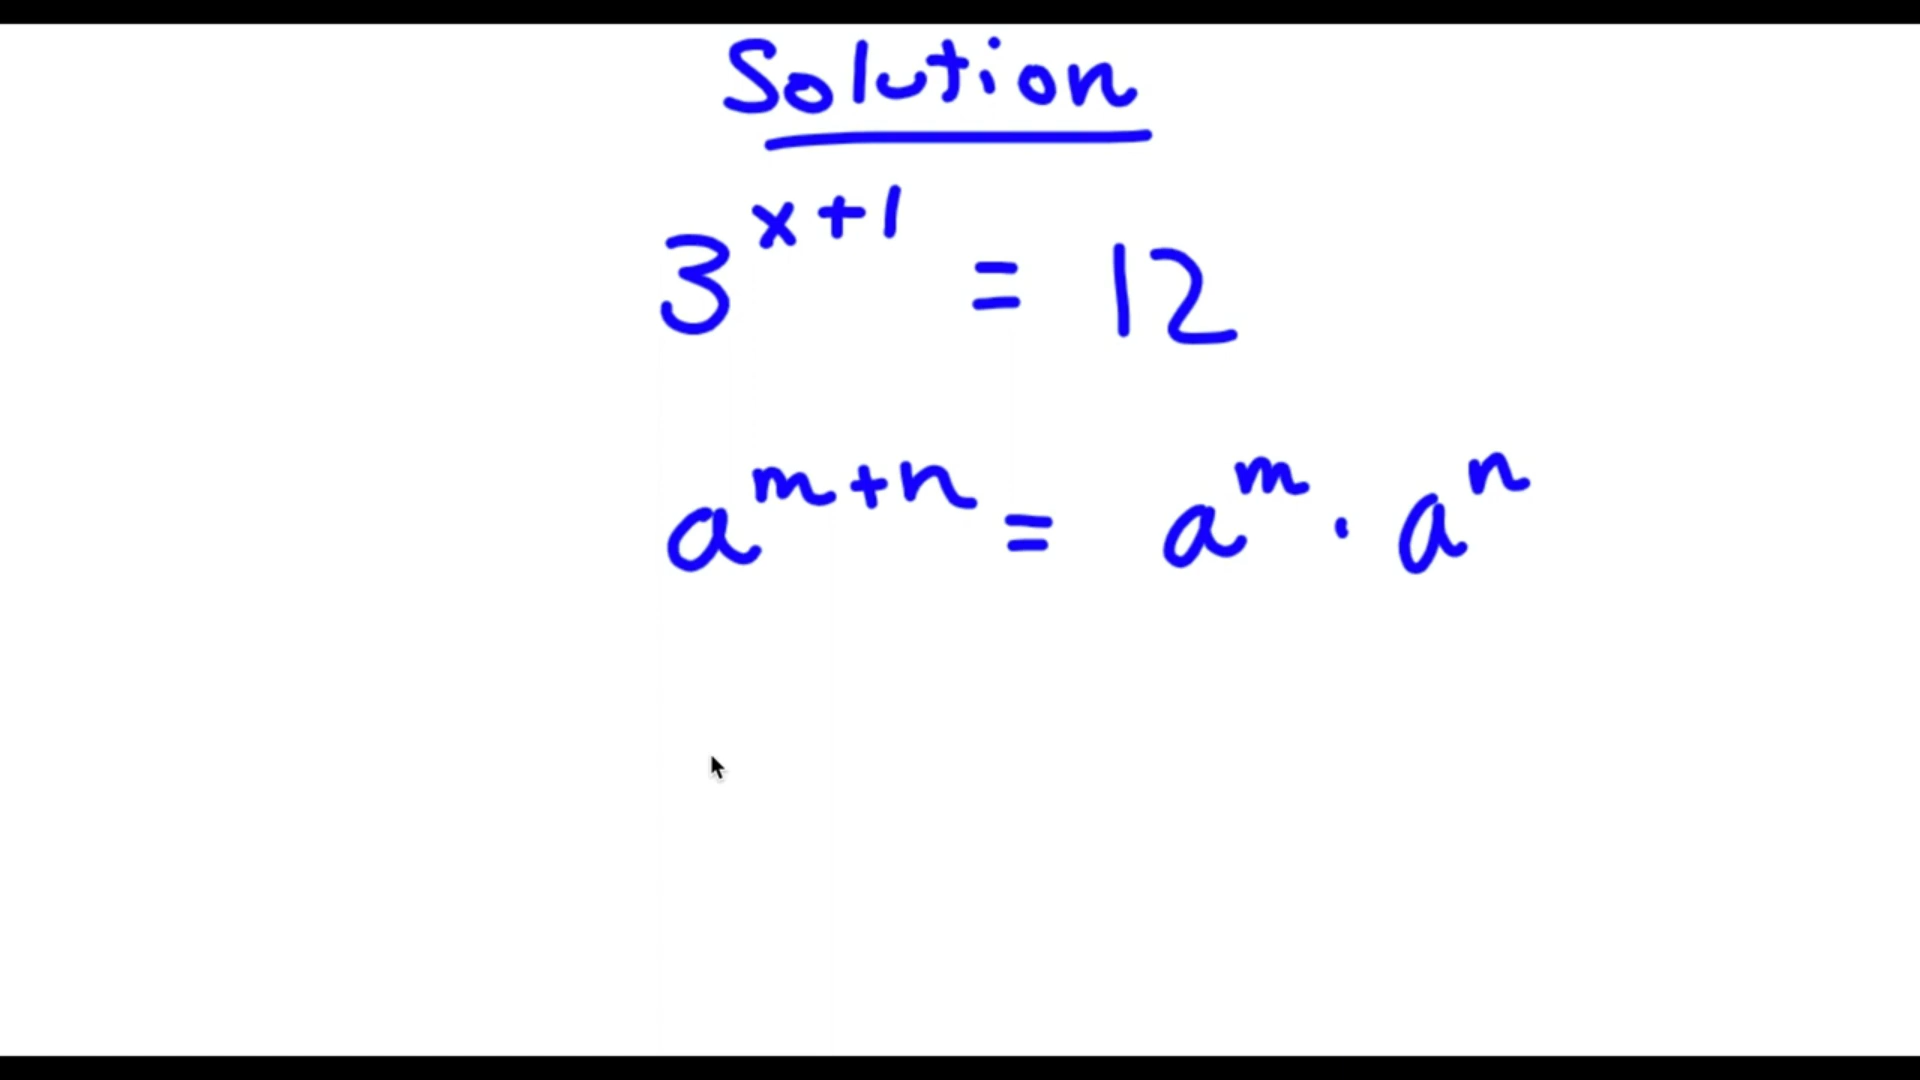 Solution
3^{x+1} = 12
a^{m+n} = a^m · a^n